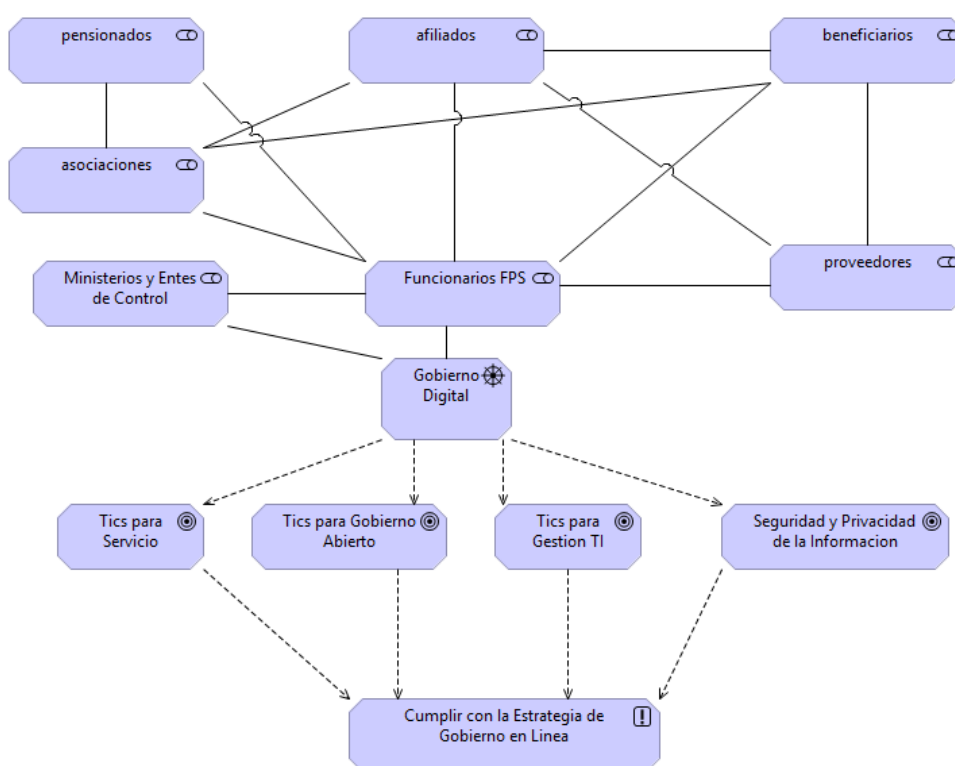 pensionados
afiliados
beneficiarios
asociaciones
Ministerios y Entes
de Control
Funcionarios FPS
proveedores
Gobierno
Digital
Tics para
Servicio
Tics para Gobierno
Abierto
Tics para
Gestion TI
Seguridad y Privacidad
de la Informacion
Cumplir con la Estrategia de
Gobierno en Linea